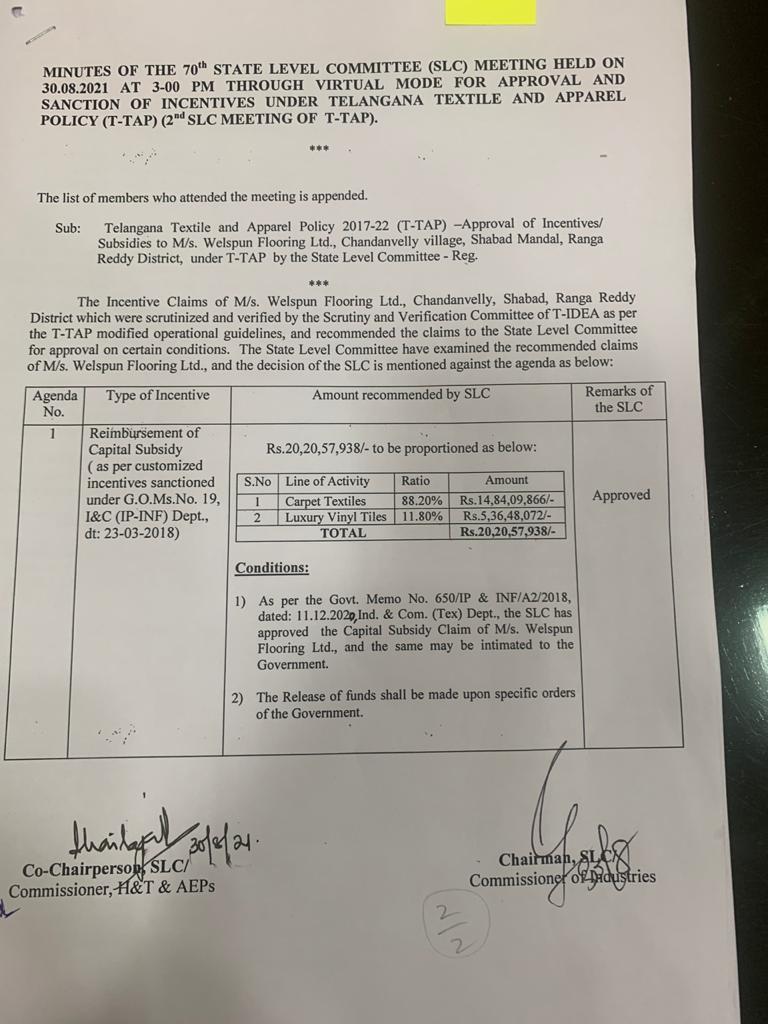 MINUTES OF THE 70th STATE LEVEL COMMITTEE (SLC) MEETING HELD ON
30.08.2021 AT 3-00 PM THROUGH VIRTUAL MODE FOR APPROVAL AND
SANCTION OF INCENTIVES UNDER TELANGANA TEXTILE AND APPAREL
POLICY (T-TAP) (2nd SLC MEETING OF T-TAP).
***
The list of members who attended the meeting is appended.
Sub: Telangana Textile and Apparel Policy 2017-22 (T-TAP) –Approval of Incentives/
Subsidies to M/s. Welspun Flooring Ltd., Chandanvelly village, Shabad Mandal, Ranga
Reddy District, under T-TAP by the State Level Committee - Reg.
***
The Incentive Claims of M/s. Welspun Flooring Ltd., Chandanvelly, Shabad, Ranga Reddy
District which were scrutinized and verified by the Scrutiny and Verification Committee of T-IDEA as per
the T-TAP modified operational guidelines, and recommended the claims to the State Level Committee
for approval on certain conditions. The State Level Committee have examined the recommended claims
of M/s. Welspun Flooring Ltd., and the decision of the SLC is mentioned against the agenda as below:
Agenda No. Type of Incentive Amount recommended by SLC Remarks of the SLC
1 Reimbursement of
Capital Subsidy
( as per customized
incentives sanctioned
under G.O.Ms.No. 19,
I&C (IP-INF) Dept.,
dt: 23-03-2018)
Rs.20,20,57,938/- to be proportioned as below:
S.No Line of Activity Ratio Amount
1 Carpet Textiles 88.20% Rs.14,84,09,866/-
2 Luxury Vinyl Tiles 11.80% Rs.5,36,48,072/-
TOTAL Rs.20,20,57,938/-
Approved
Conditions:
1) As per the Govt. Memo No. 650/IP & INF/A2/2018,
dated: 11.12.2020, Ind. & Com. (Tex) Dept., the SLC has
approved the Capital Subsidy Claim of M/s. Welspun
Flooring Ltd., and the same may be intimated to the
Government.
2) The Release of funds shall be made upon specific orders
of the Government.
30/8/21.
Co-Chairperson, SLC/
Commissioner, H&T & AEPs
Chairman, SLC/
Commissioner of Industries
2/2